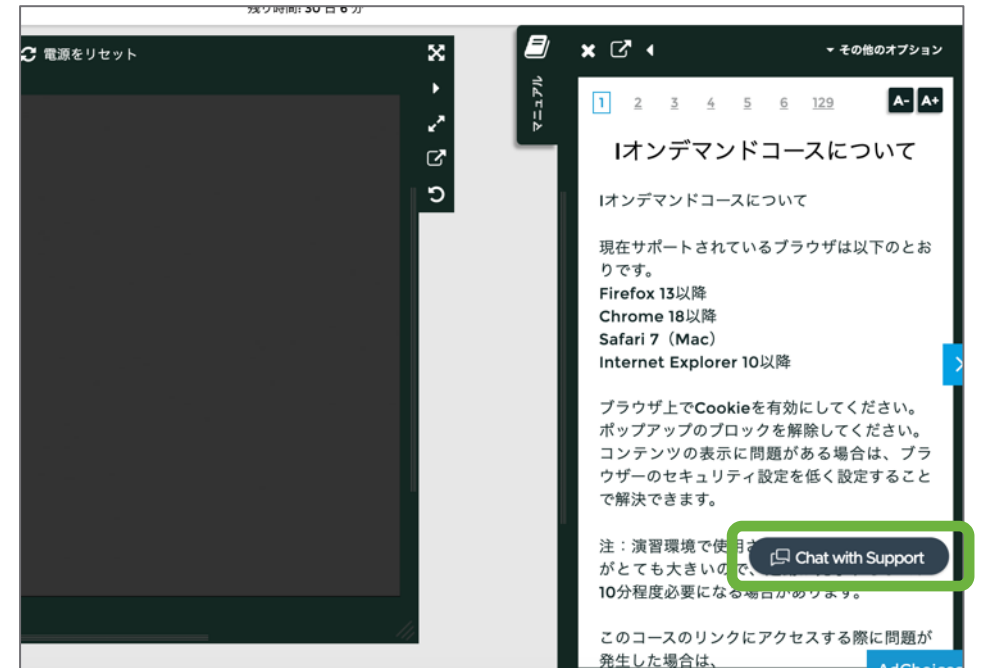 残り時間: 30 日 6 分
電源をリセット
マニュアル
その他のオプション
1 2 3 4 5 6 129
A- A+
Iオンデマンドコースについて
Iオンデマンドコースについて
現在サポートされているブラウザは以下のとお
りです。
Firefox 13以降
Chrome 18以降
Safari 7（Mac）
Internet Explorer 10以降
ブラウザ上でCookieを有効にしてください。
ポップアップのブロックを解除してください。
コンテンツの表示に問題がある場合は、ブラ
ウザーのセキュリティ設定を低く設定すること
で解決できます。
注：演習環境で使用さ
Chat with Support
がとても大きいので、
10分程度必要になる場合があります。
このコースのリンクにアクセスする際に問題が
発生した場合は、
AdChoices